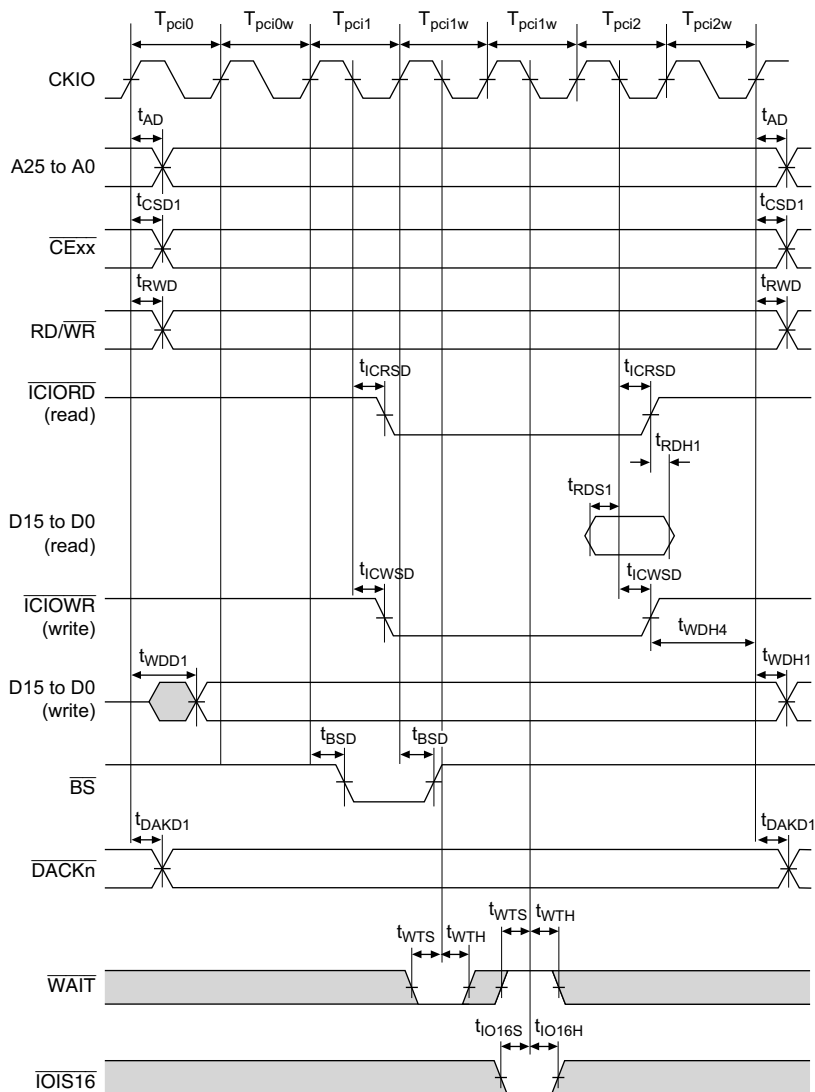 Tpci0 Tpci0w Tpci1 Tpci1w Tpci1w Tpci2 Tpci2w
CKIO
tAD tAD
A25 to A0
tCSD1 tCSD1
CExx
tRWD tRWD
RD/WR
tICRSD tICRSD
ICIORD
(read)
tRDH1
tRDS1
D15 to D0
(read)
tICWSD tICWSD
ICIOWR
(write)
tWDH4
tWDD1 tWDH1
D15 to D0
(write)
tBSD tBSD
BS
tDAKD1 tDAKD1
DACKn
tWTS tWTH tWTS tWTH
WAIT
tIO16S tIO16H
IOIS16